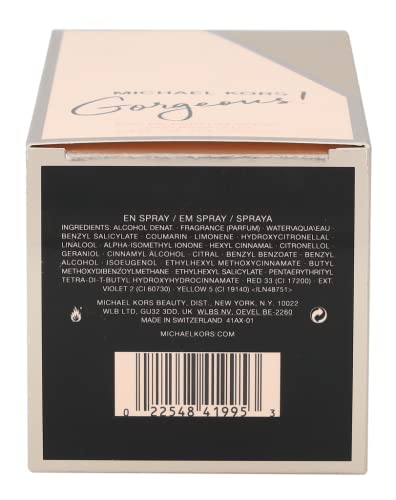 MICHAEL KORS
Gorgeous!
EN SPRAY / EM SPRAY / SPRAYA
INGREDIENTS: ALCOHOL DENAT. · FRAGRANCE (PARFUM) · WATER\AQUA\EAU ·
BENZYL SALICYLATE · COUMARIN · LIMONENE · HYDROXYCITRONELLAL ·
LINALOOL · ALPHA-ISOMETHYL IONONE · HEXYL CINNAMAL · CITRONELLOL ·
GERANIOL · CINNAMYL ALCOHOL · CITRAL · BENZYL BENZOATE · BENZYL
ALCOHOL · ISOEUGENOL · ETHYLHEXYL METHOXYCINNAMATE · BUTYL
METHOXYDIBENZOYLMETHANE · ETHYLHEXYL SALICYLATE · PENTAERYTHRITYL
TETRA-DI-T-BUTYL HYDROXYHYDROCINNAMATE · RED 33 (CI 17200) · EXT.
VIOLET 2 (CI 60730) · YELLOW 5 (CI 19140) <ILN48751>
MICHAEL KORS BEAUTY, DIST., NEW YORK, N.Y. 10022
WLB LTD, GU32 3DD, UK WLBS NV, OEVEL BE-2260
MADE IN SWITZERLAND 41AX-01
MICHAELKORS.COM
0 22548 41995 3